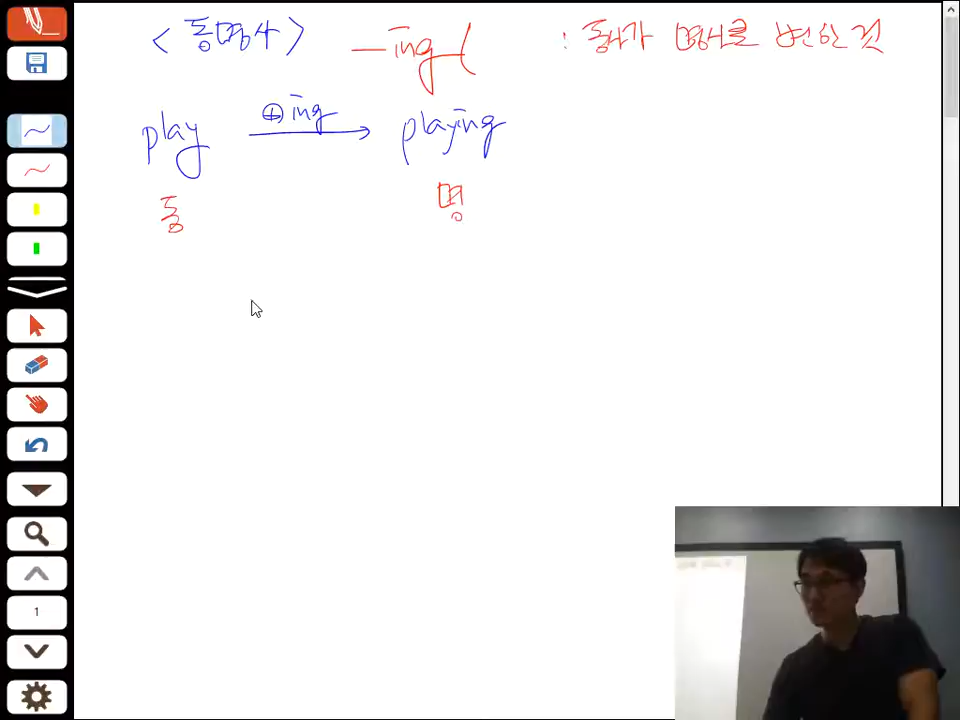 <동명사> —ing ( : 동사가 명사로 변한 것
play ⊕ing → playing
동 명
1